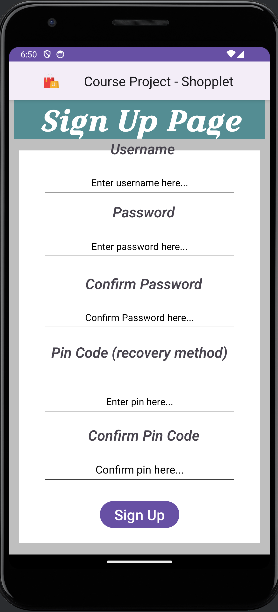 6:50
Course Project - Shopplet
Sign Up Page
Username
Enter username here...
Password
Enter password here...
Confirm Password
Confirm Password here...
Pin Code (recovery method)
Enter pin here...
Confirm Pin Code
Confirm pin here...
Sign Up